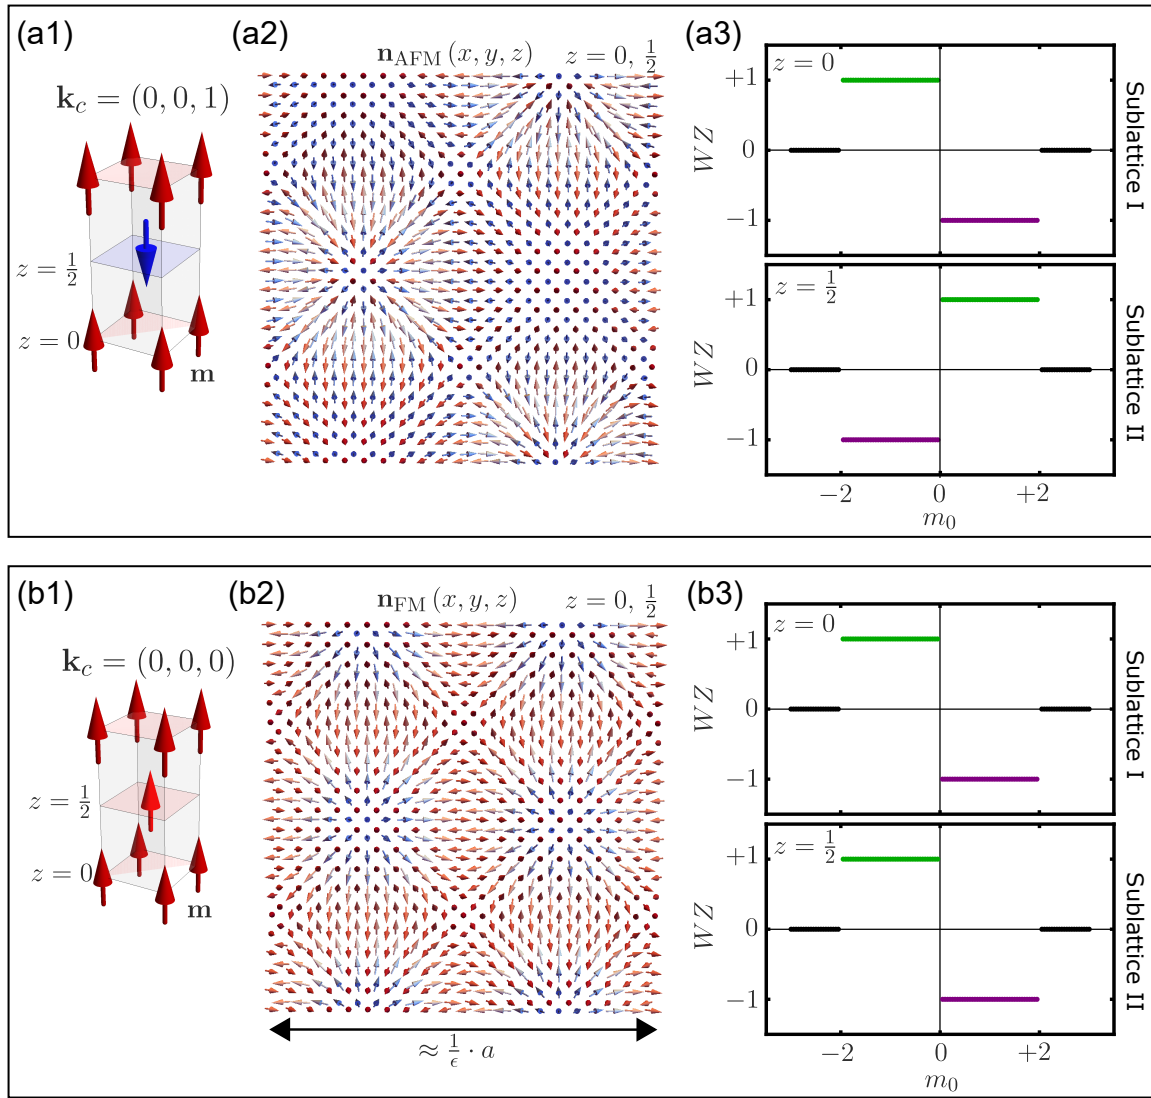 (a1)
k_c = (0, 0, 1)
z = 1/2
z = 0
m
(a2)
n_AFM (x, y, z)   z = 0, 1/2
(a3)
z = 0
+1
0
−1
WZ
Sublattice I
z = 1/2
+1
0
−1
WZ
Sublattice II
−2 0 +2
m_0
(b1)
k_c = (0, 0, 0)
z = 1/2
z = 0
m
(b2)
n_FM (x, y, z)   z = 0, 1/2
≈ 1/ϵ · a
(b3)
z = 0
+1
0
−1
WZ
Sublattice I
z = 1/2
+1
0
−1
WZ
Sublattice II
−2 0 +2
m_0